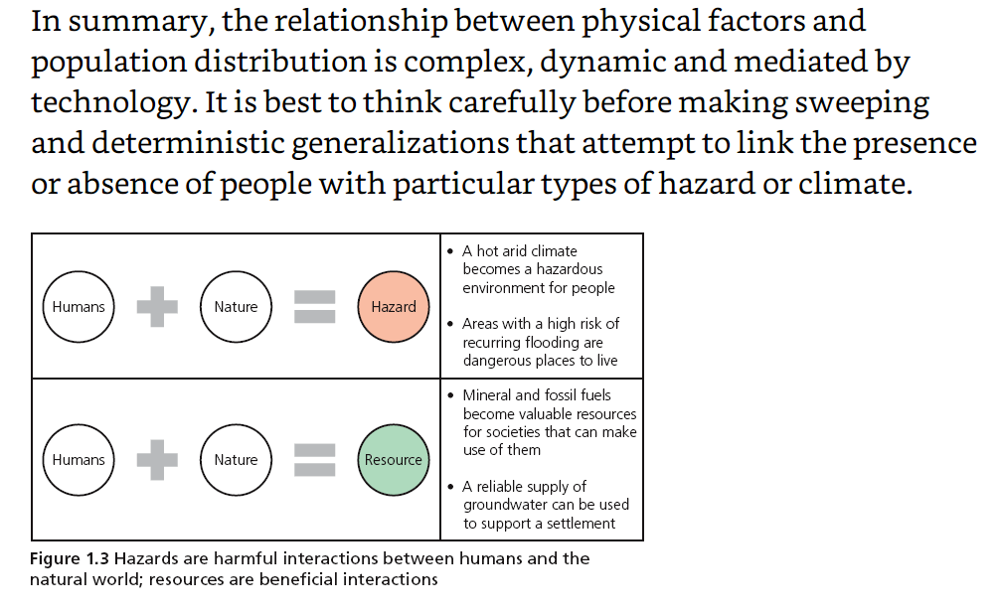 In summary, the relationship between physical factors and
population distribution is complex, dynamic and mediated by
technology. It is best to think carefully before making sweeping
and deterministic generalizations that attempt to link the presence
or absence of people with particular types of hazard or climate.
Humans
Nature
Hazard
• A hot arid climate
becomes a hazardous
environment for people
• Areas with a high risk of
recurring flooding are
dangerous places to live
Humans
Nature
Resource
• Mineral and fossil fuels
become valuable resources
for societies that can make
use of them
• A reliable supply of
groundwater can be used
to support a settlement
Figure 1.3 Hazards are harmful interactions between humans and the
natural world; resources are beneficial interactions